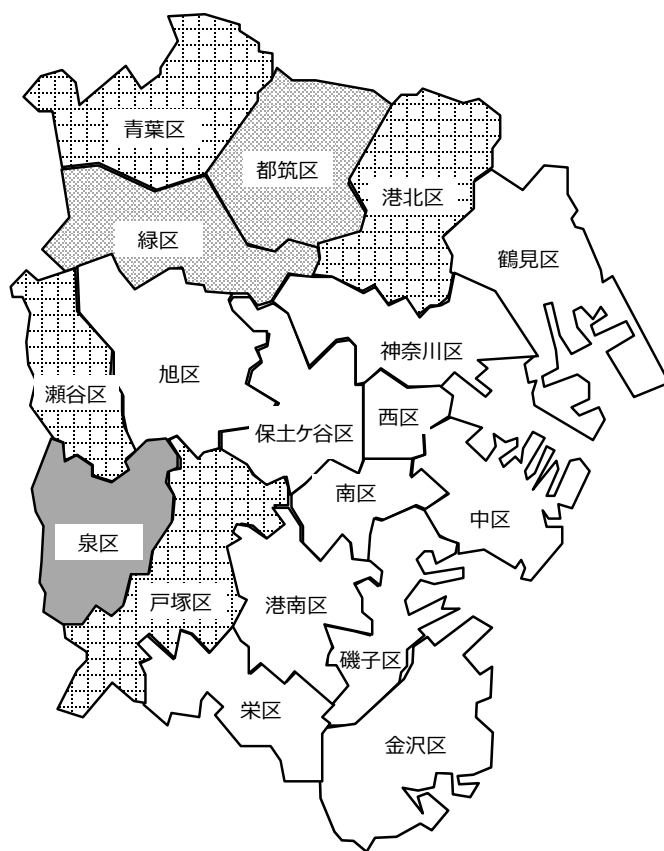 青葉区
都筑区
港北区
緑区
鶴見区
神奈川区
旭区
瀬谷区
西区
保土ケ谷区
南区
中区
泉区
戸塚区
港南区
磯子区
栄区
金沢区